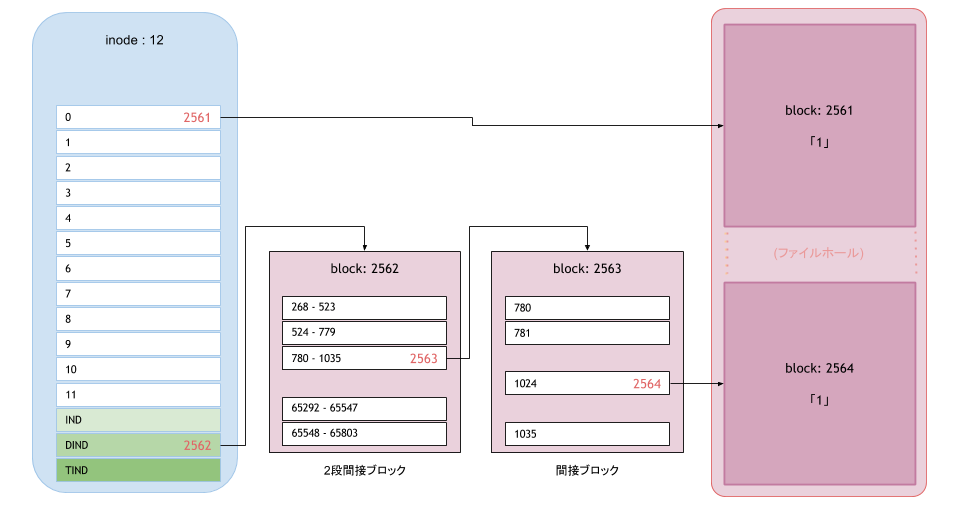 inode : 12
0 2561
1
2
3
4
5
6
7
8
9
10
11
IND
DIND 2562
TIND
block: 2562
268 - 523
524 - 779
780 - 1035 2563
65292 - 65547
65548 - 65803
2段間接ブロック
block: 2563
780
781
1024 2564
1035
間接ブロック
block: 2561
「1」
(ファイルホール)
block: 2564
「1」